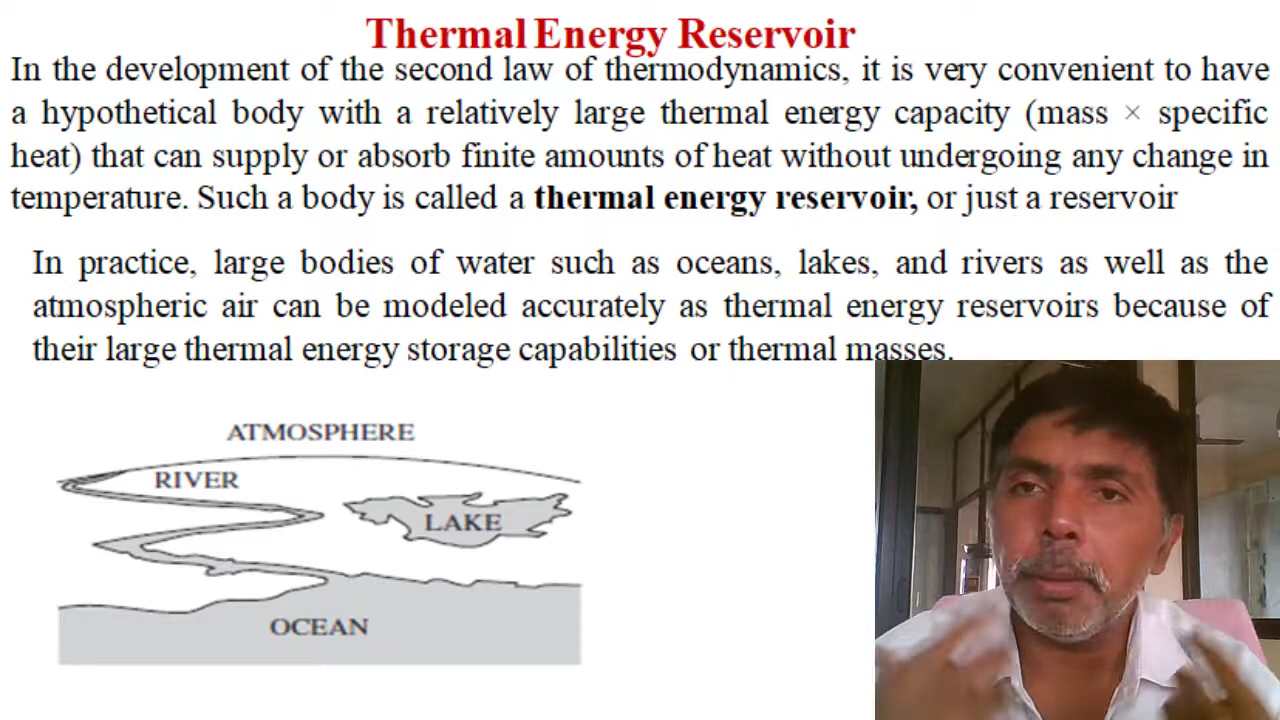 Thermal Energy Reservoir
In the development of the second law of thermodynamics, it is very convenient to have
a hypothetical body with a relatively large thermal energy capacity (mass × specific
heat) that can supply or absorb finite amounts of heat without undergoing any change in
temperature. Such a body is called a thermal energy reservoir, or just a reservoir
In practice, large bodies of water such as oceans, lakes, and rivers as well as the
atmospheric air can be modeled accurately as thermal energy reservoirs because of
their large thermal energy storage capabilities or thermal masses.
ATMOSPHERE
RIVER
LAKE
OCEAN